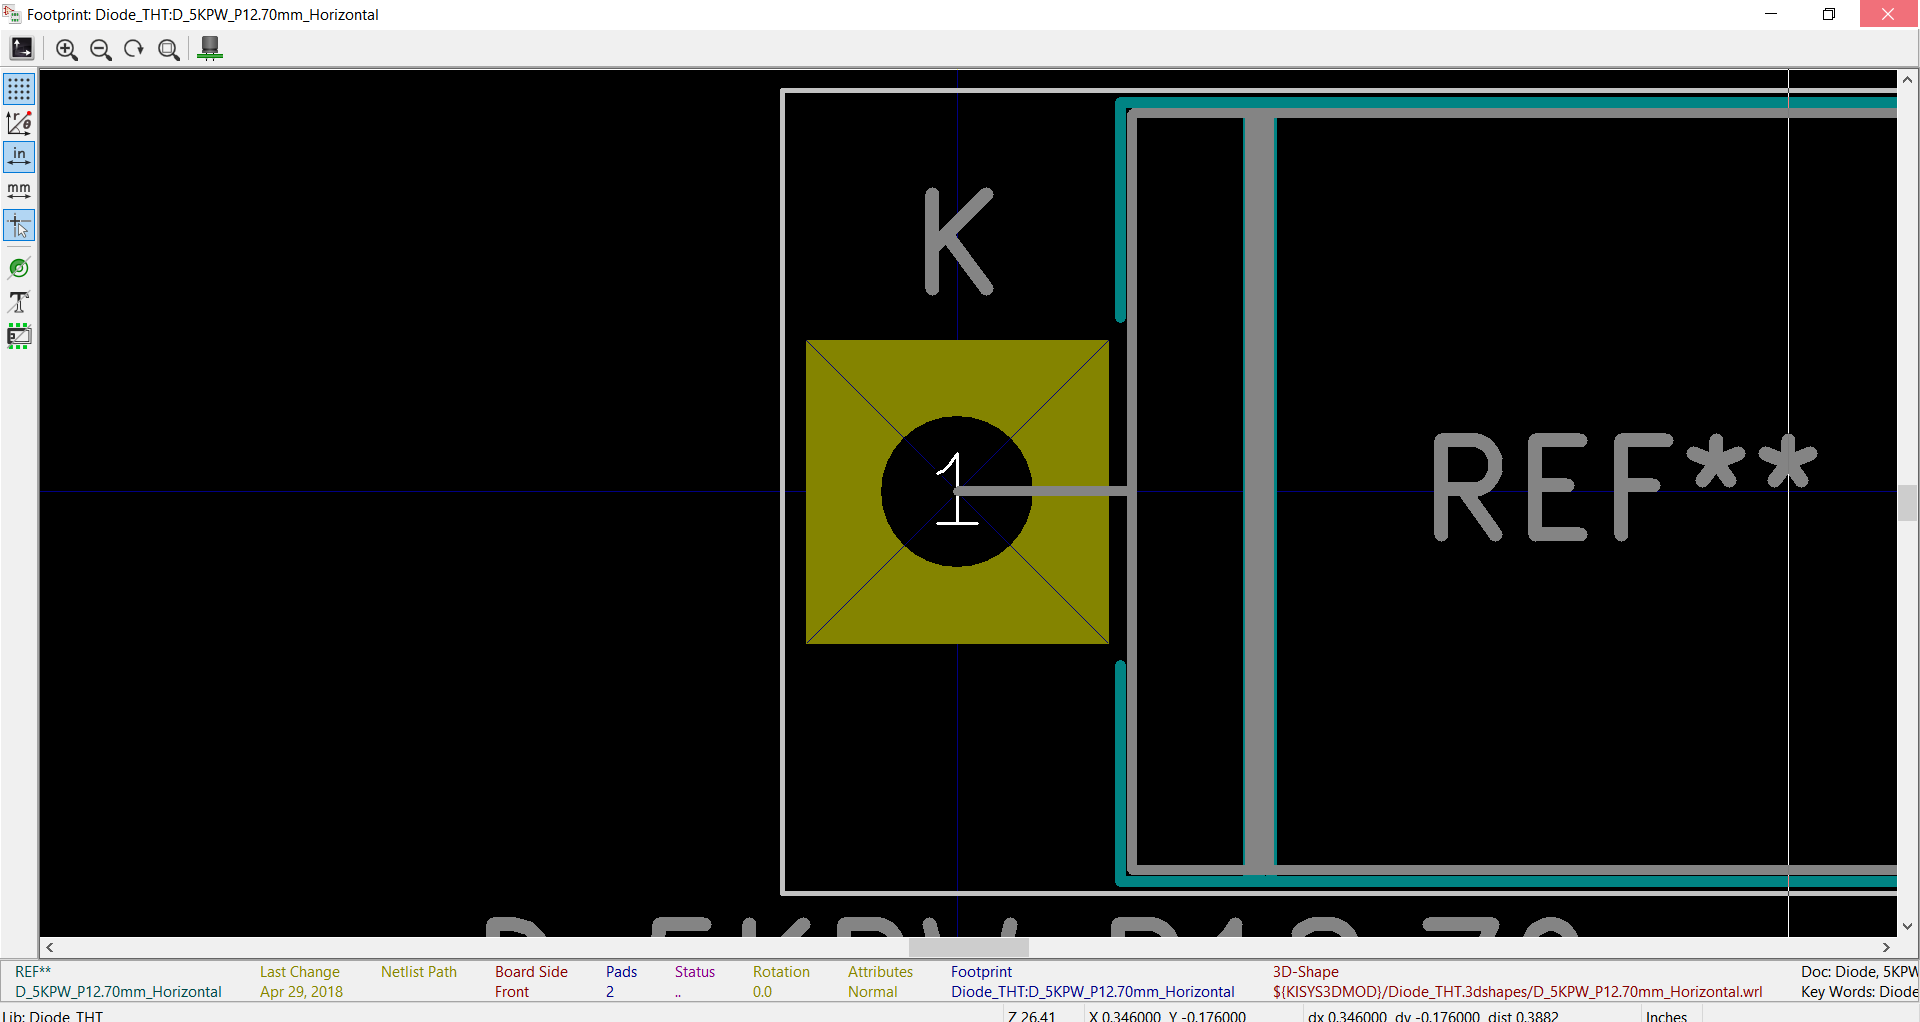 Footprint: Diode_THT:D_5KPW_P12.70mm_Horizontal
r
θ
in
mm
T
K
1
REF**
D_5KPW_P12.70
REF** Last Change Netlist Path Board Side Pads Status Rotation Attributes Footprint 3D-Shape Doc: Diode, 5KPW
D_5KPW_P12.70mm_Horizontal Apr 29, 2018 Front 2 .. 0.0 Normal Diode_THT:D_5KPW_P12.70mm_Horizontal ${KISYS3DMOD}/Diode_THT.3dshapes/D_5KPW_P12.70mm_Horizontal.wrl Key Words: Diode
Lib: Diode_THT Z 26.41 X 0.346000 Y -0.176000 dx 0.346000 dy -0.176000 dist 0.3882 Inches